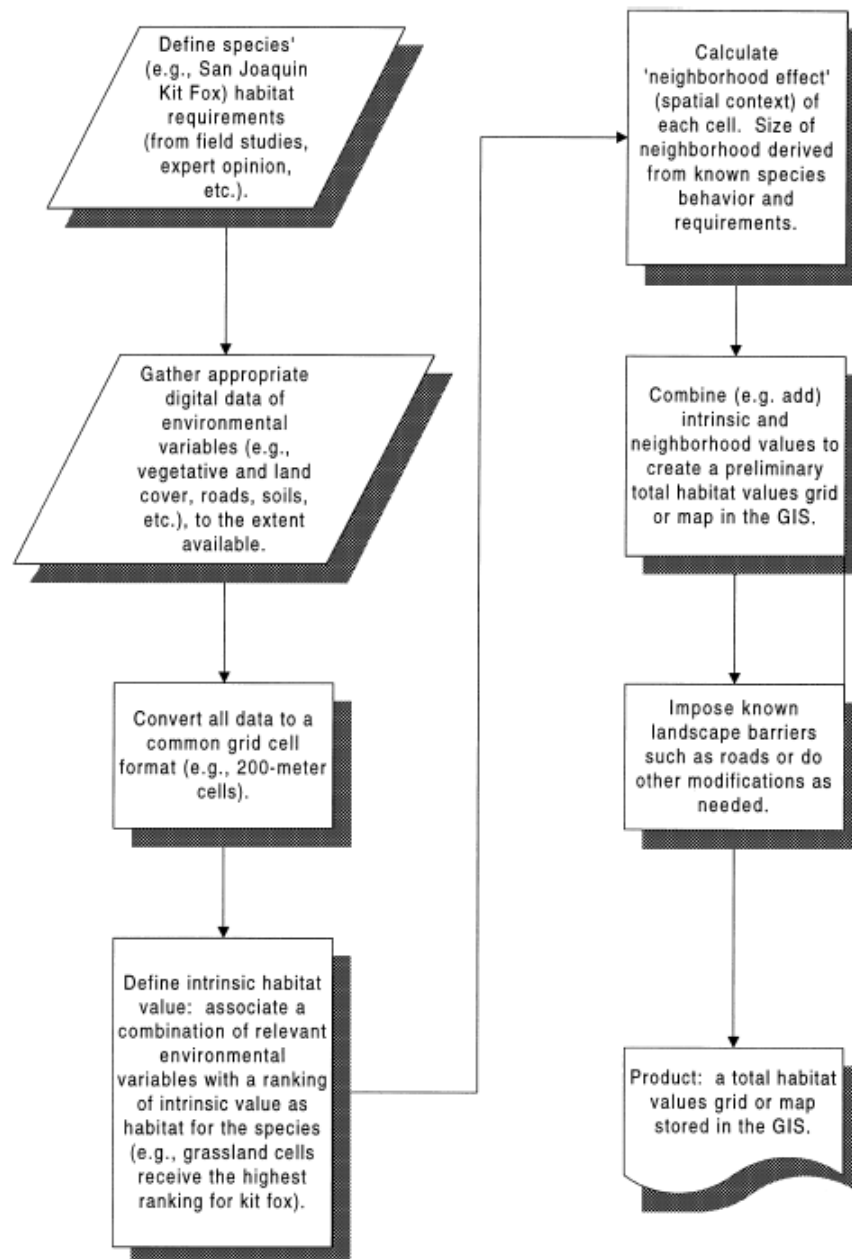 Define species'
(e.g., San Joaquin
Kit Fox) habitat
requirements
(from field studies,
expert opinion,
etc.).
Gather appropriate
digital data of
environmental
variables (e.g.,
vegetative and land
cover, roads, soils,
etc.), to the extent
available.
Convert all data to a
common grid cell
format (e.g., 200-meter
cells).
Define intrinsic habitat
value: associate a
combination of relevant
environmental
variables with a ranking
of intrinsic value as
habitat for the species
(e.g., grassland cells
receive the highest
ranking for kit fox).
Calculate
'neighborhood effect'
(spatial context) of
each cell. Size of
neighborhood derived
from known species
behavior and
requirements.
Combine (e.g. add)
intrinsic and
neighborhood values to
create a preliminary
total habitat values grid
or map in the GIS.
Impose known
landscape barriers
such as roads or do
other modifications as
needed.
Product: a total habitat
values grid or map
stored in the GIS.